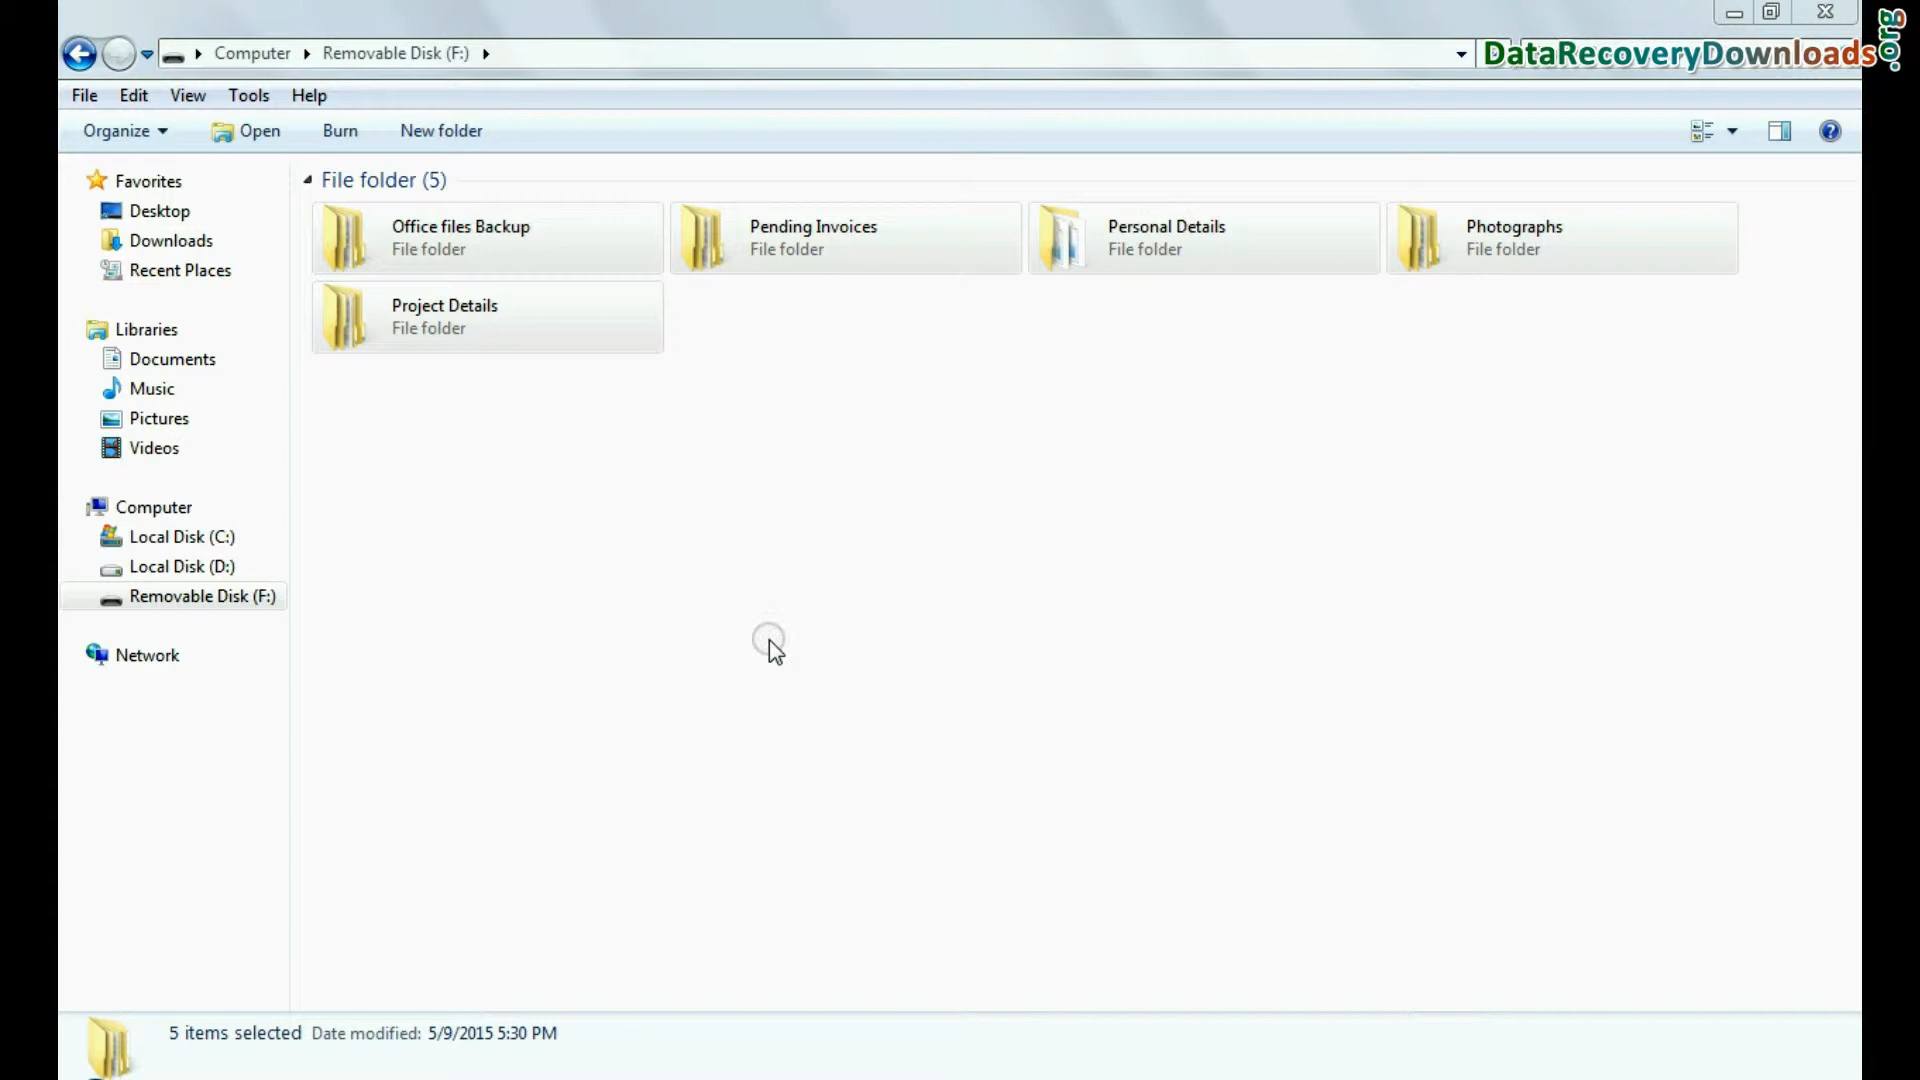 DataRecoveryDownloads.org
Computer Removable Disk (F:)
File Edit View Tools Help
Organize Open Burn New folder
Favorites
Desktop
Downloads
Recent Places
Libraries
Documents
Music
Pictures
Videos
Computer
Local Disk (C:)
Local Disk (D:)
Removable Disk (F:)
Network
File folder (5)
Office files Backup
File folder
Pending Invoices
File folder
Personal Details
File folder
Photographs
File folder
Project Details
File folder
5 items selected Date modified: 5/9/2015 5:30 PM